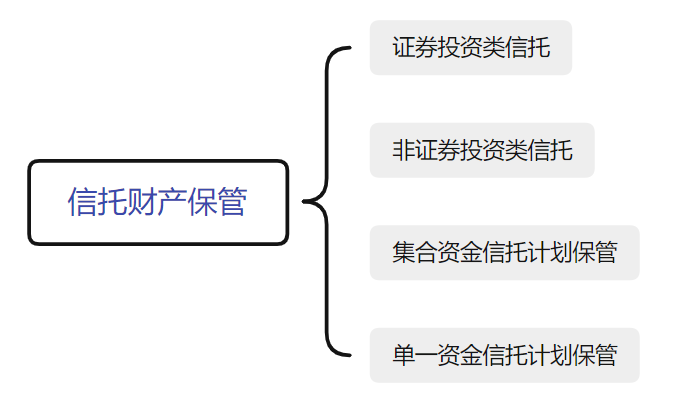 信托财产保管
证券投资类信托
非证券投资类信托
集合资金信托计划保管
单一资金信托计划保管